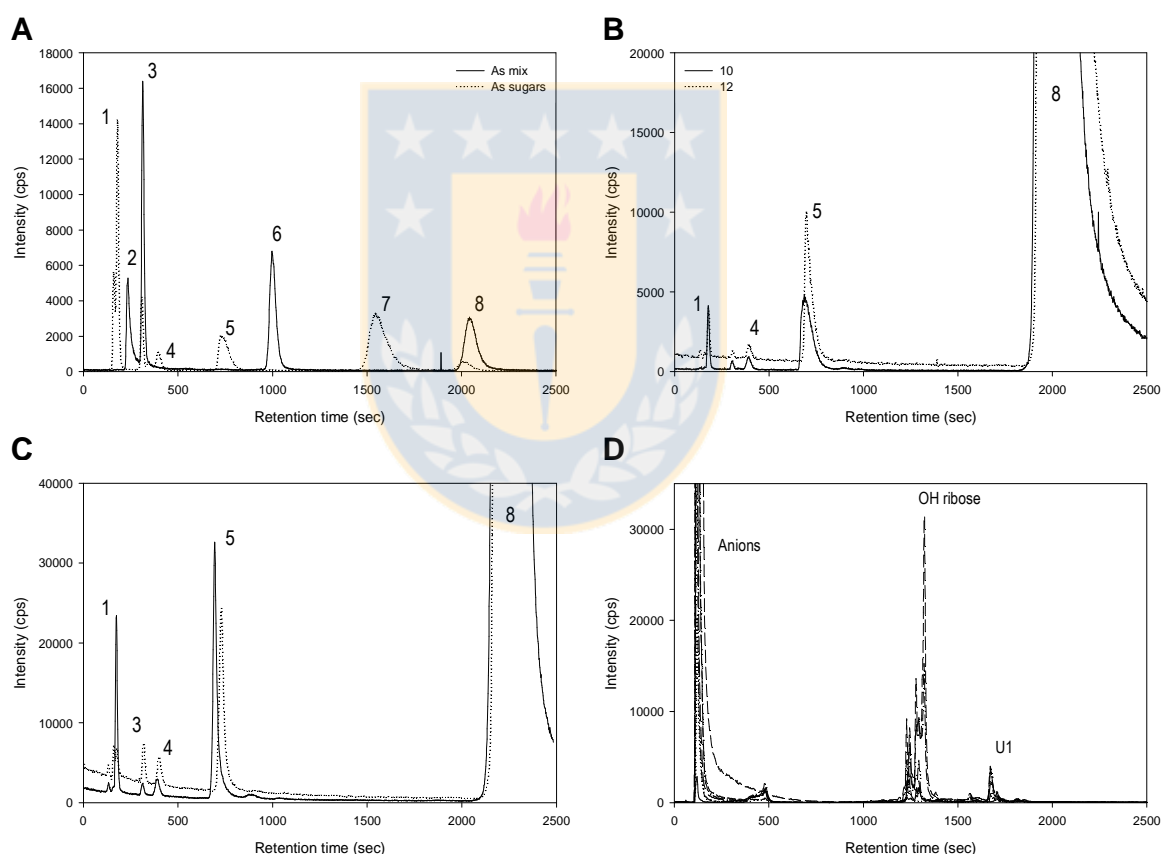 A
18000
16000
14000
12000
10000
8000
6000
4000
2000
0
Intensity (cps)
1
2
3
4
5
6
7
8
As mix
As sugars
0 500 1000 1500 2000 2500
Retention time (sec)
B
20000
15000
10000
5000
0
Intensity (cps)
10
12
1
4
5
8
0 500 1000 1500 2000 2500
Retention time (sec)
C
40000
30000
20000
10000
0
Intensity (cps)
1
3
4
5
8
0 500 1000 1500 2000 2500
Retention time (sec)
D
30000
20000
10000
0
Intensity (cps)
Anions
OH ribose
U1
0 500 1000 1500 2000 2500
Retention time (sec)